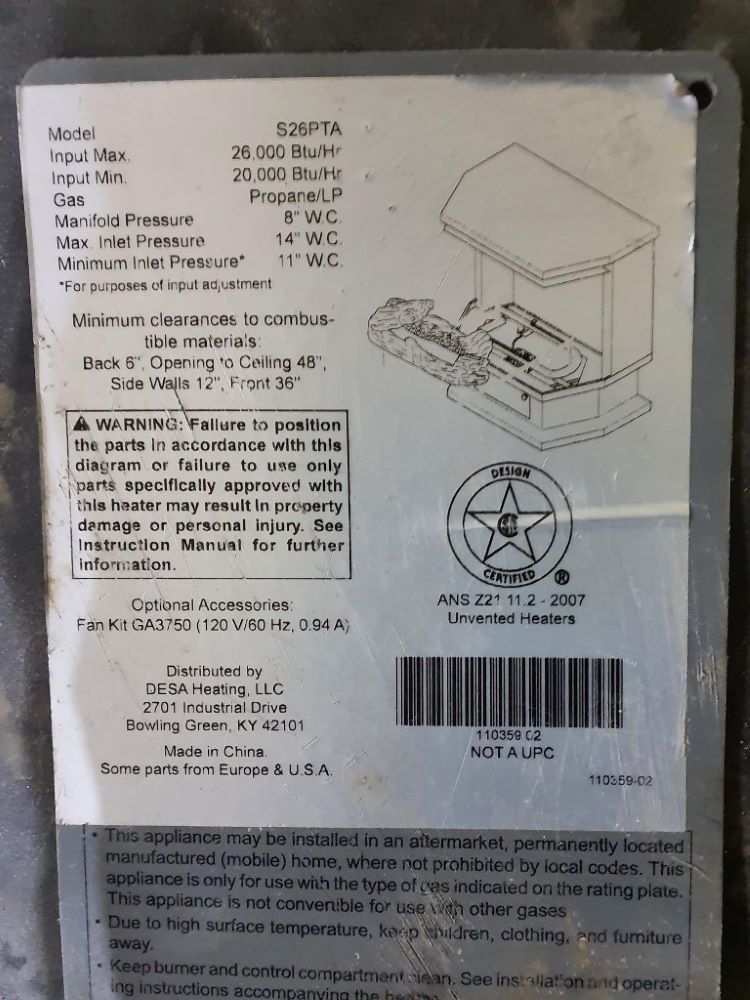 Model S26PTA
Input Max. 26,000 Btu/Hr
Input Min. 20,000 Btu/Hr
Gas Propane/LP
Manifold Pressure 8" W.C.
Max. Inlet Pressure 14" W.C.
Minimum Inlet Pressure* 11" W.C.
*For purposes of input adjustment
Minimum clearances to combus-
tible materials:
Back 6", Opening to Ceiling 48",
Side Walls 12", Front 36"
WARNING: Failure to position
the parts in accordance with this
diagram or failure to use only
parts specifically approved with
this heater may result in property
damage or personal injury. See
Instruction Manual for further
information.
Optional Accessories:
Fan Kit GA3750 (120 V/60 Hz, 0.94 A)
Distributed by
DESA Heating, LLC
2701 Industrial Drive
Bowling Green, KY 42101
Made in China.
Some parts from Europe & U.S.A.
DESIGN
CERTIFIED ®
ANS Z21 11.2 - 2007
Unvented Heaters
110359 02
NOT A UPC
110359-02
• This appliance may be installed in an aftermarket, permanently located
manufactured (mobile) home, where not prohibited by local codes. This
appliance is only for use with the type of gas indicated on the rating plate.
This appliance is not convertible for use with other gases
• Due to high surface temperature, keep children, clothing, and furniture
away.
• Keep burner and control compartment clean. See installation and operat-
ing instructions accompanying the heater.